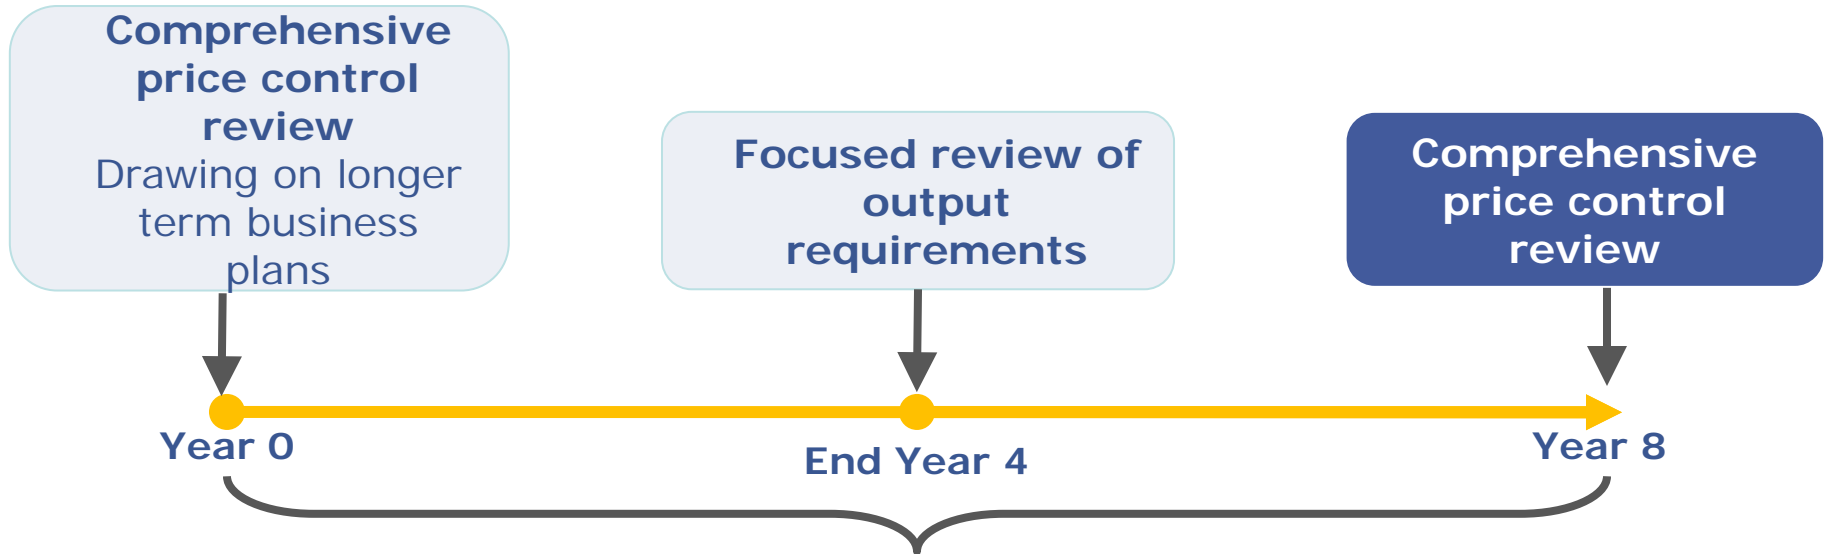 Comprehensive
price control
review
Drawing on longer
term business
plans
Focused review of
output
requirements
Comprehensive
price control
review
Year 0
End Year 4
Year 8